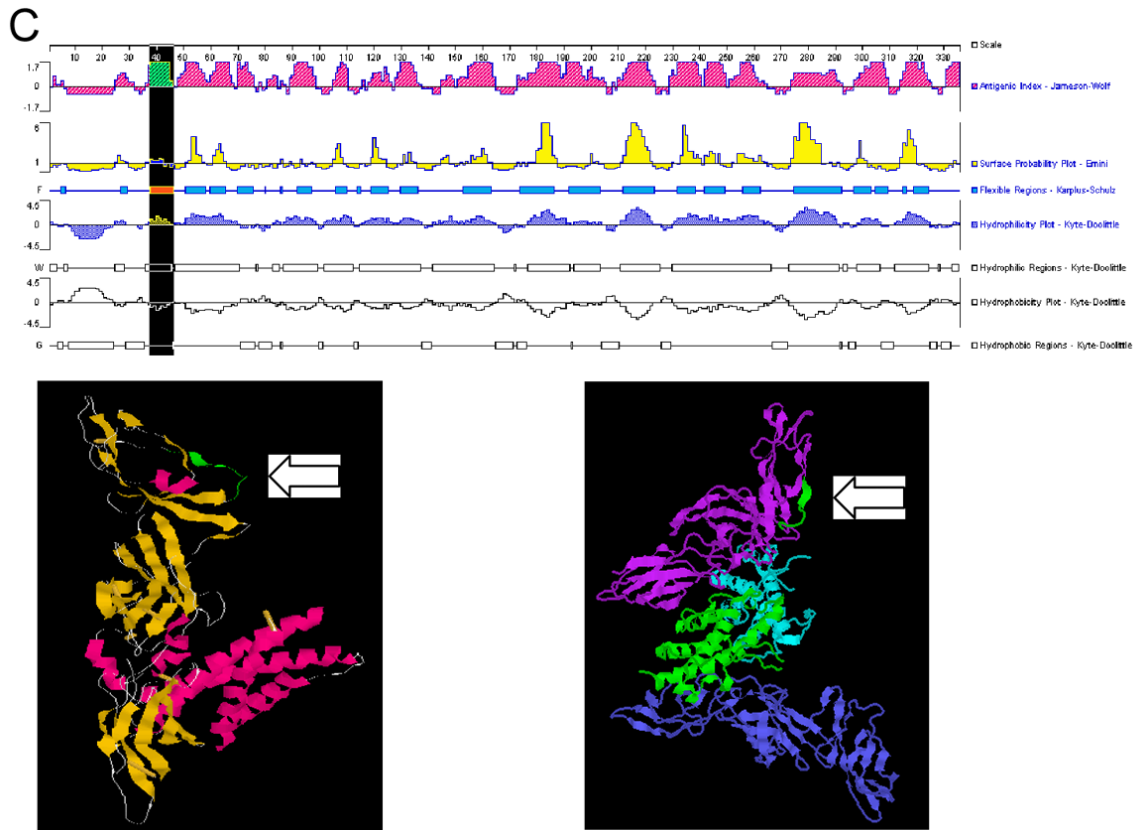 C
Scale
10 20 30 40 50 60 70 80 90 100 110 120 130 140 150 160 170 180 190 200 210 220 230 240 250 260 270 280 290 300 310 320 330
1.7
0
-1.7
Antigenic Index - Jameson-Wolf
6
1
Surface Probability Plot - Emini
F
Flexible Regions - Karplus-Schulz
4.5
0
-4.5
Hydrophilicity Plot - Kyte-Doolittle
W
Hydrophilic Regions - Kyte-Doolittle
4.5
0
-4.5
Hydrophobicity Plot - Kyte-Doolittle
G
Hydrophobic Regions - Kyte-Doolittle